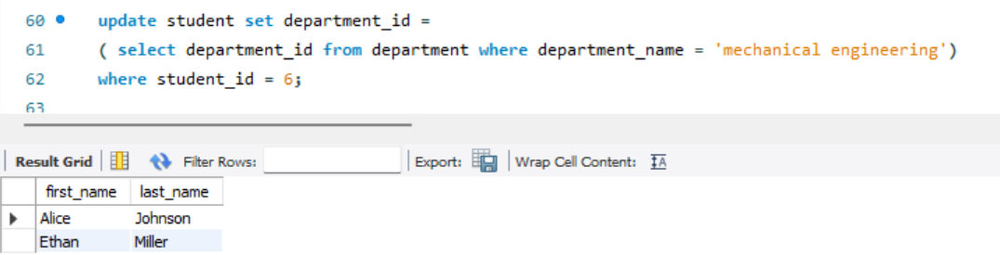 60 update student set department_id =
61 ( select department_id from department where department_name = 'mechanical engineering')
62 where student_id = 6;
63
Result Grid Filter Rows: Export: Wrap Cell Content: IA
first_name last_name
Alice Johnson
Ethan Miller